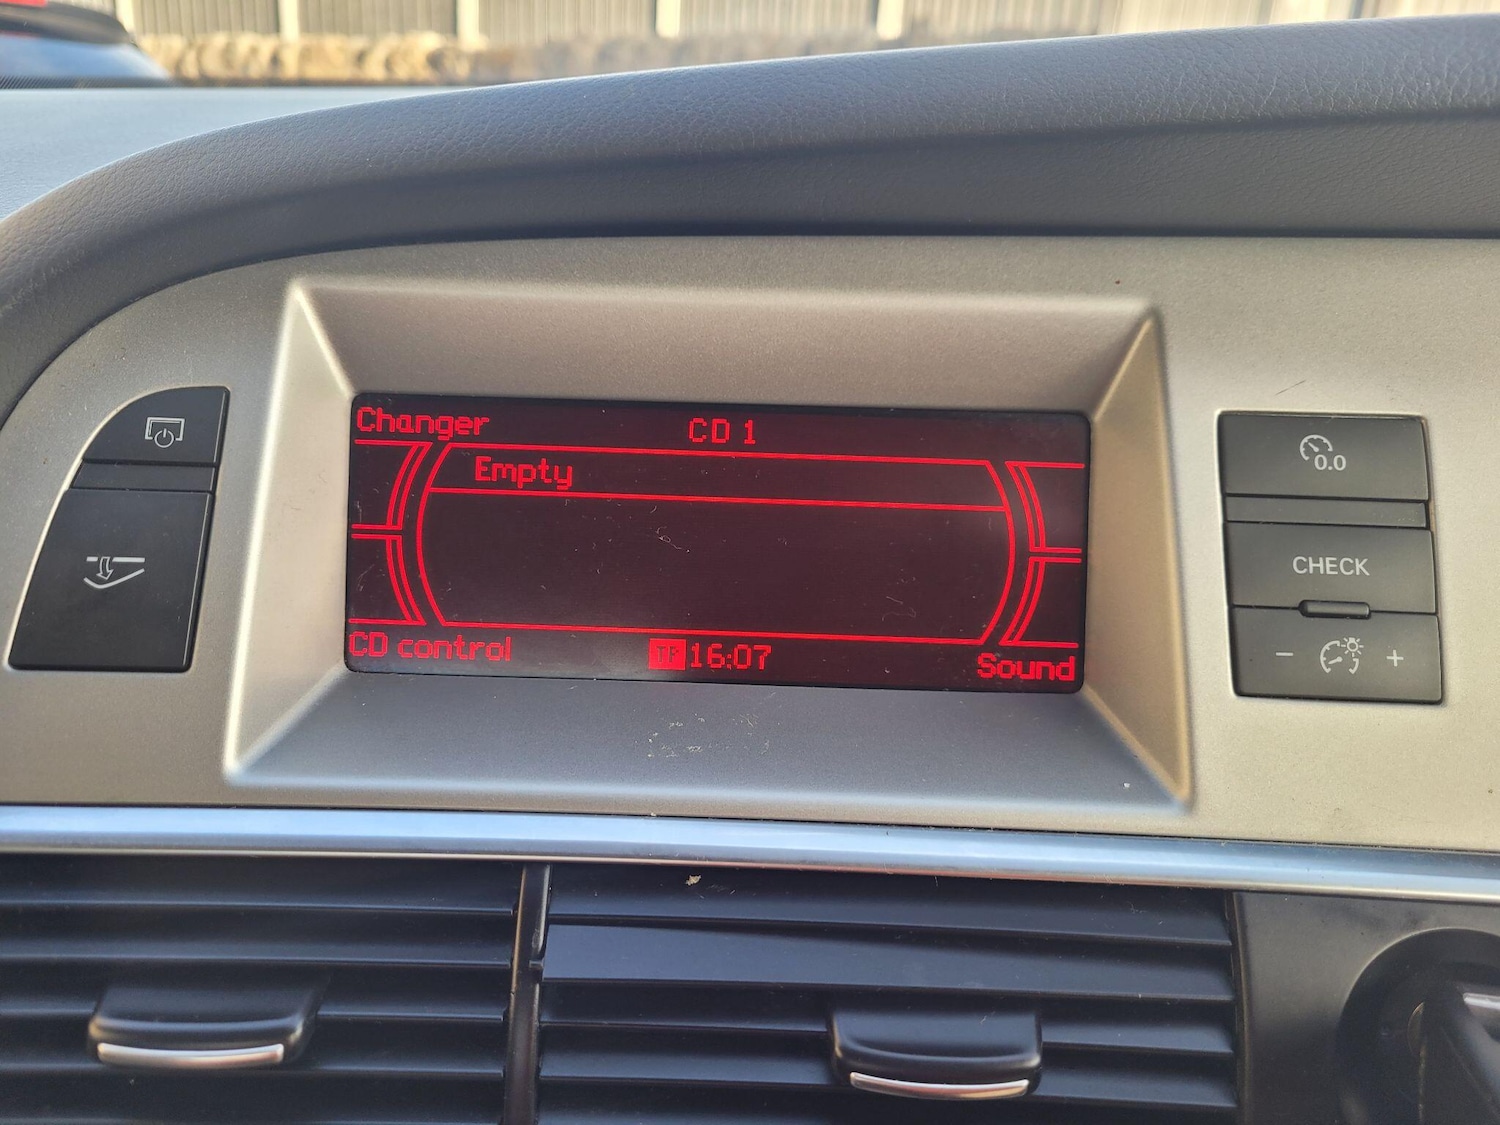 Changer
CD 1
Empty
CD control
TP 16:07
Sound
0.0
CHECK
- +